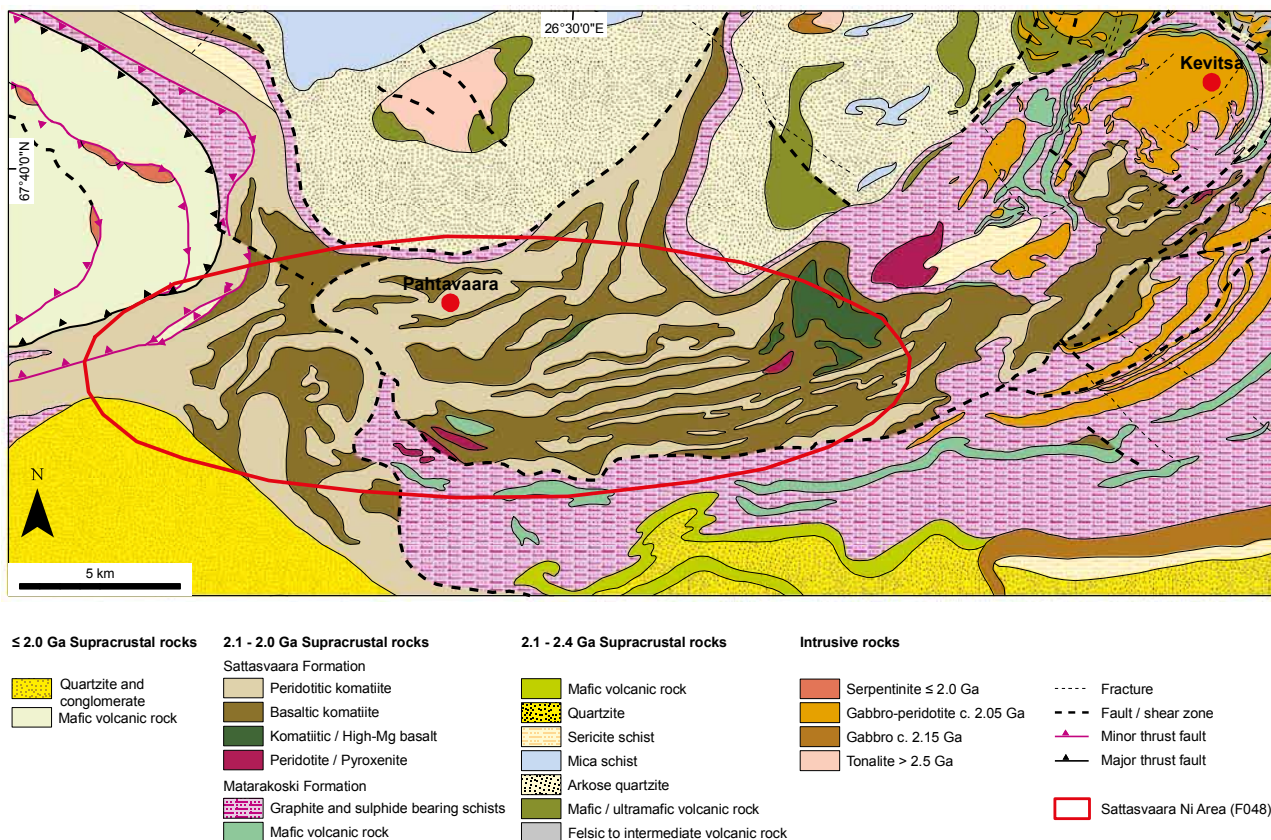 26°30'0"E
Kevitsa
67°40'0"N
Pahtavaara
N
5 km
≤ 2.0 Ga Supracrustal rocks
Quartzite and
conglomerate
Mafic volcanic rock
2.1 - 2.0 Ga Supracrustal rocks
Sattasvaara Formation
Peridotitic komatiite
Basaltic komatiite
Komatiitic / High-Mg basalt
Peridotite / Pyroxenite
Matarakoski Formation
Graphite and sulphide bearing schists
Mafic volcanic rock
2.1 - 2.4 Ga Supracrustal rocks
Mafic volcanic rock
Quartzite
Sericite schist
Mica schist
Arkose quartzite
Mafic / ultramafic volcanic rock
Felsic to intermediate volcanic rock
Intrusive rocks
Serpentinite ≤ 2.0 Ga
Gabbro-peridotite c. 2.05 Ga
Gabbro c. 2.15 Ga
Tonalite > 2.5 Ga
Fracture
Fault / shear zone
Minor thrust fault
Major thrust fault
Sattasvaara Ni Area (F048)